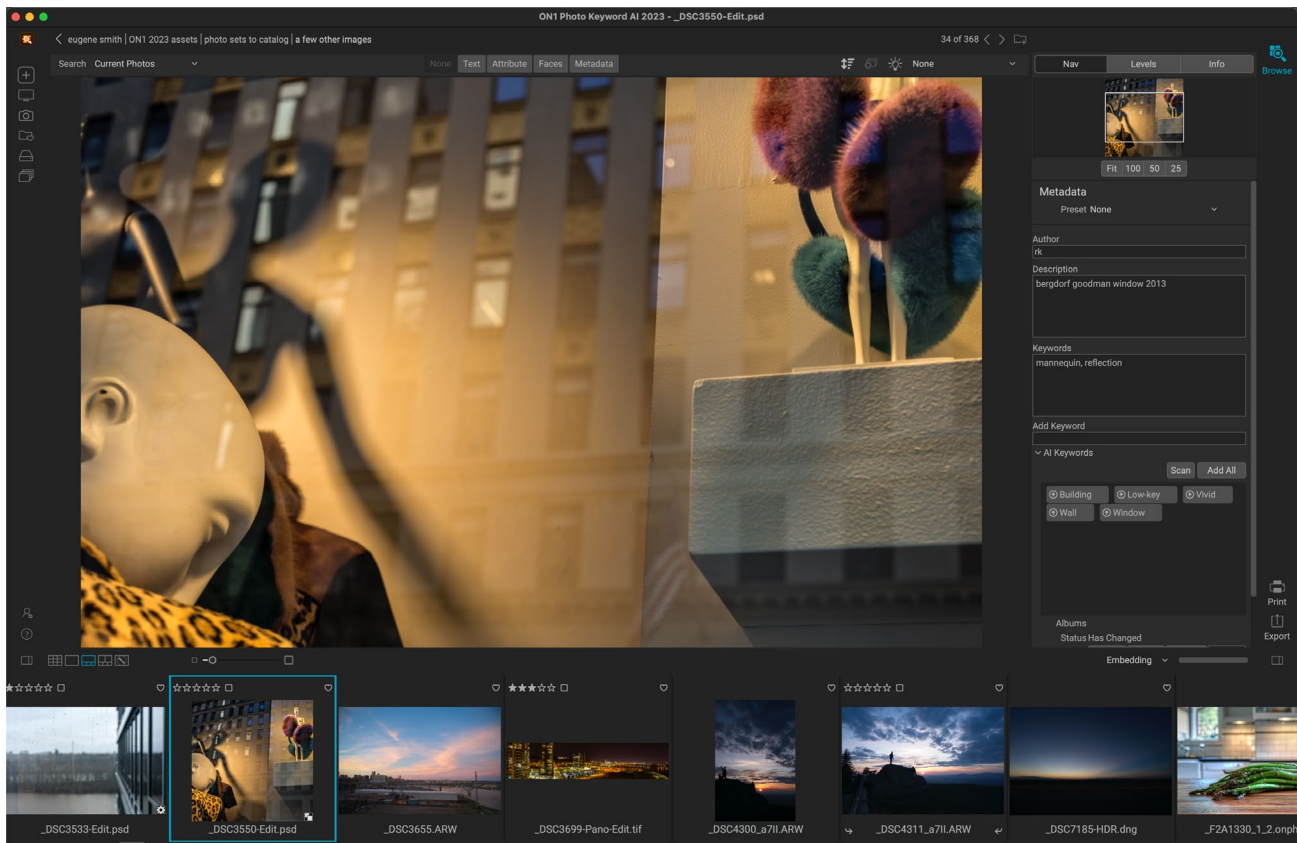 ON1 Photo Keyword AI 2023 - _DSC3550-Edit.psd
eugene smith | ON1 2023 assets | photo sets to catalog | a few other images
34 of 368
Search Current Photos
None Text Attribute Faces Metadata
None
Nav Levels Info
Browse
Fit 100 50 25
Metadata
Preset None
Author
rk
Description
bergdorf goodman window 2013
Keywords
mannequin, reflection
Add Keyword
AI Keywords
Scan Add All
Building Low-key Vivid
Wall Window
Print
Albums
Status Has Changed
Export
Embedding
_DSC3533-Edit.psd _DSC3550-Edit.psd _DSC3655.ARW _DSC3699-Pano-Edit.tif _DSC4300_a7II.ARW _DSC4311_a7II.ARW _DSC7185-HDR.dng _F2A1330_1_2.onph